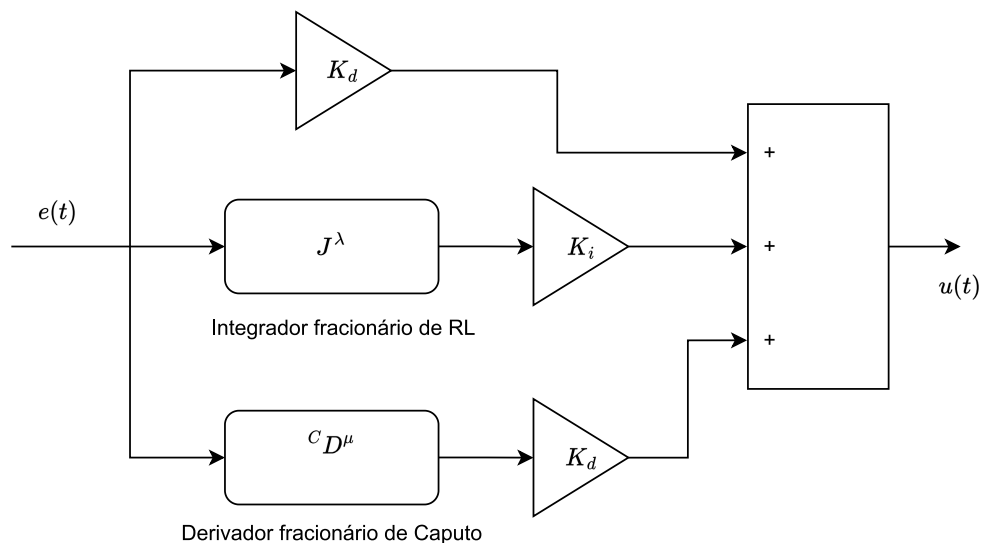 K_d
+
e(t)
J^λ
K_i
+
u(t)
Integrador fracionário de RL
+
^C D^μ
K_d
Derivador fracionário de Caputo